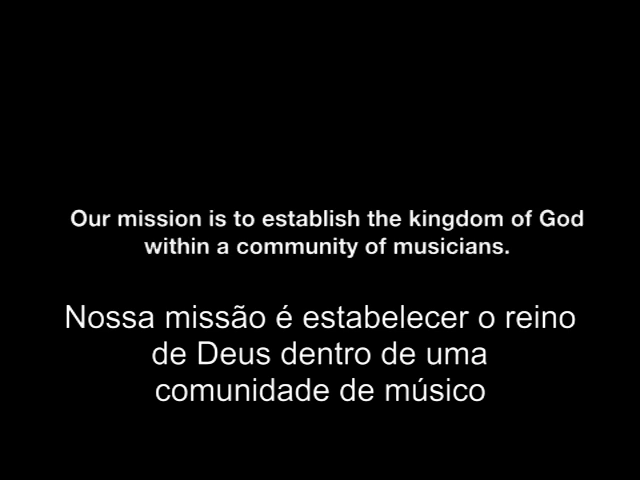 Our mission is to establish the kingdom of God
within a community of musicians.
Nossa missão é estabelecer o reino
de Deus dentro de uma
comunidade de músico